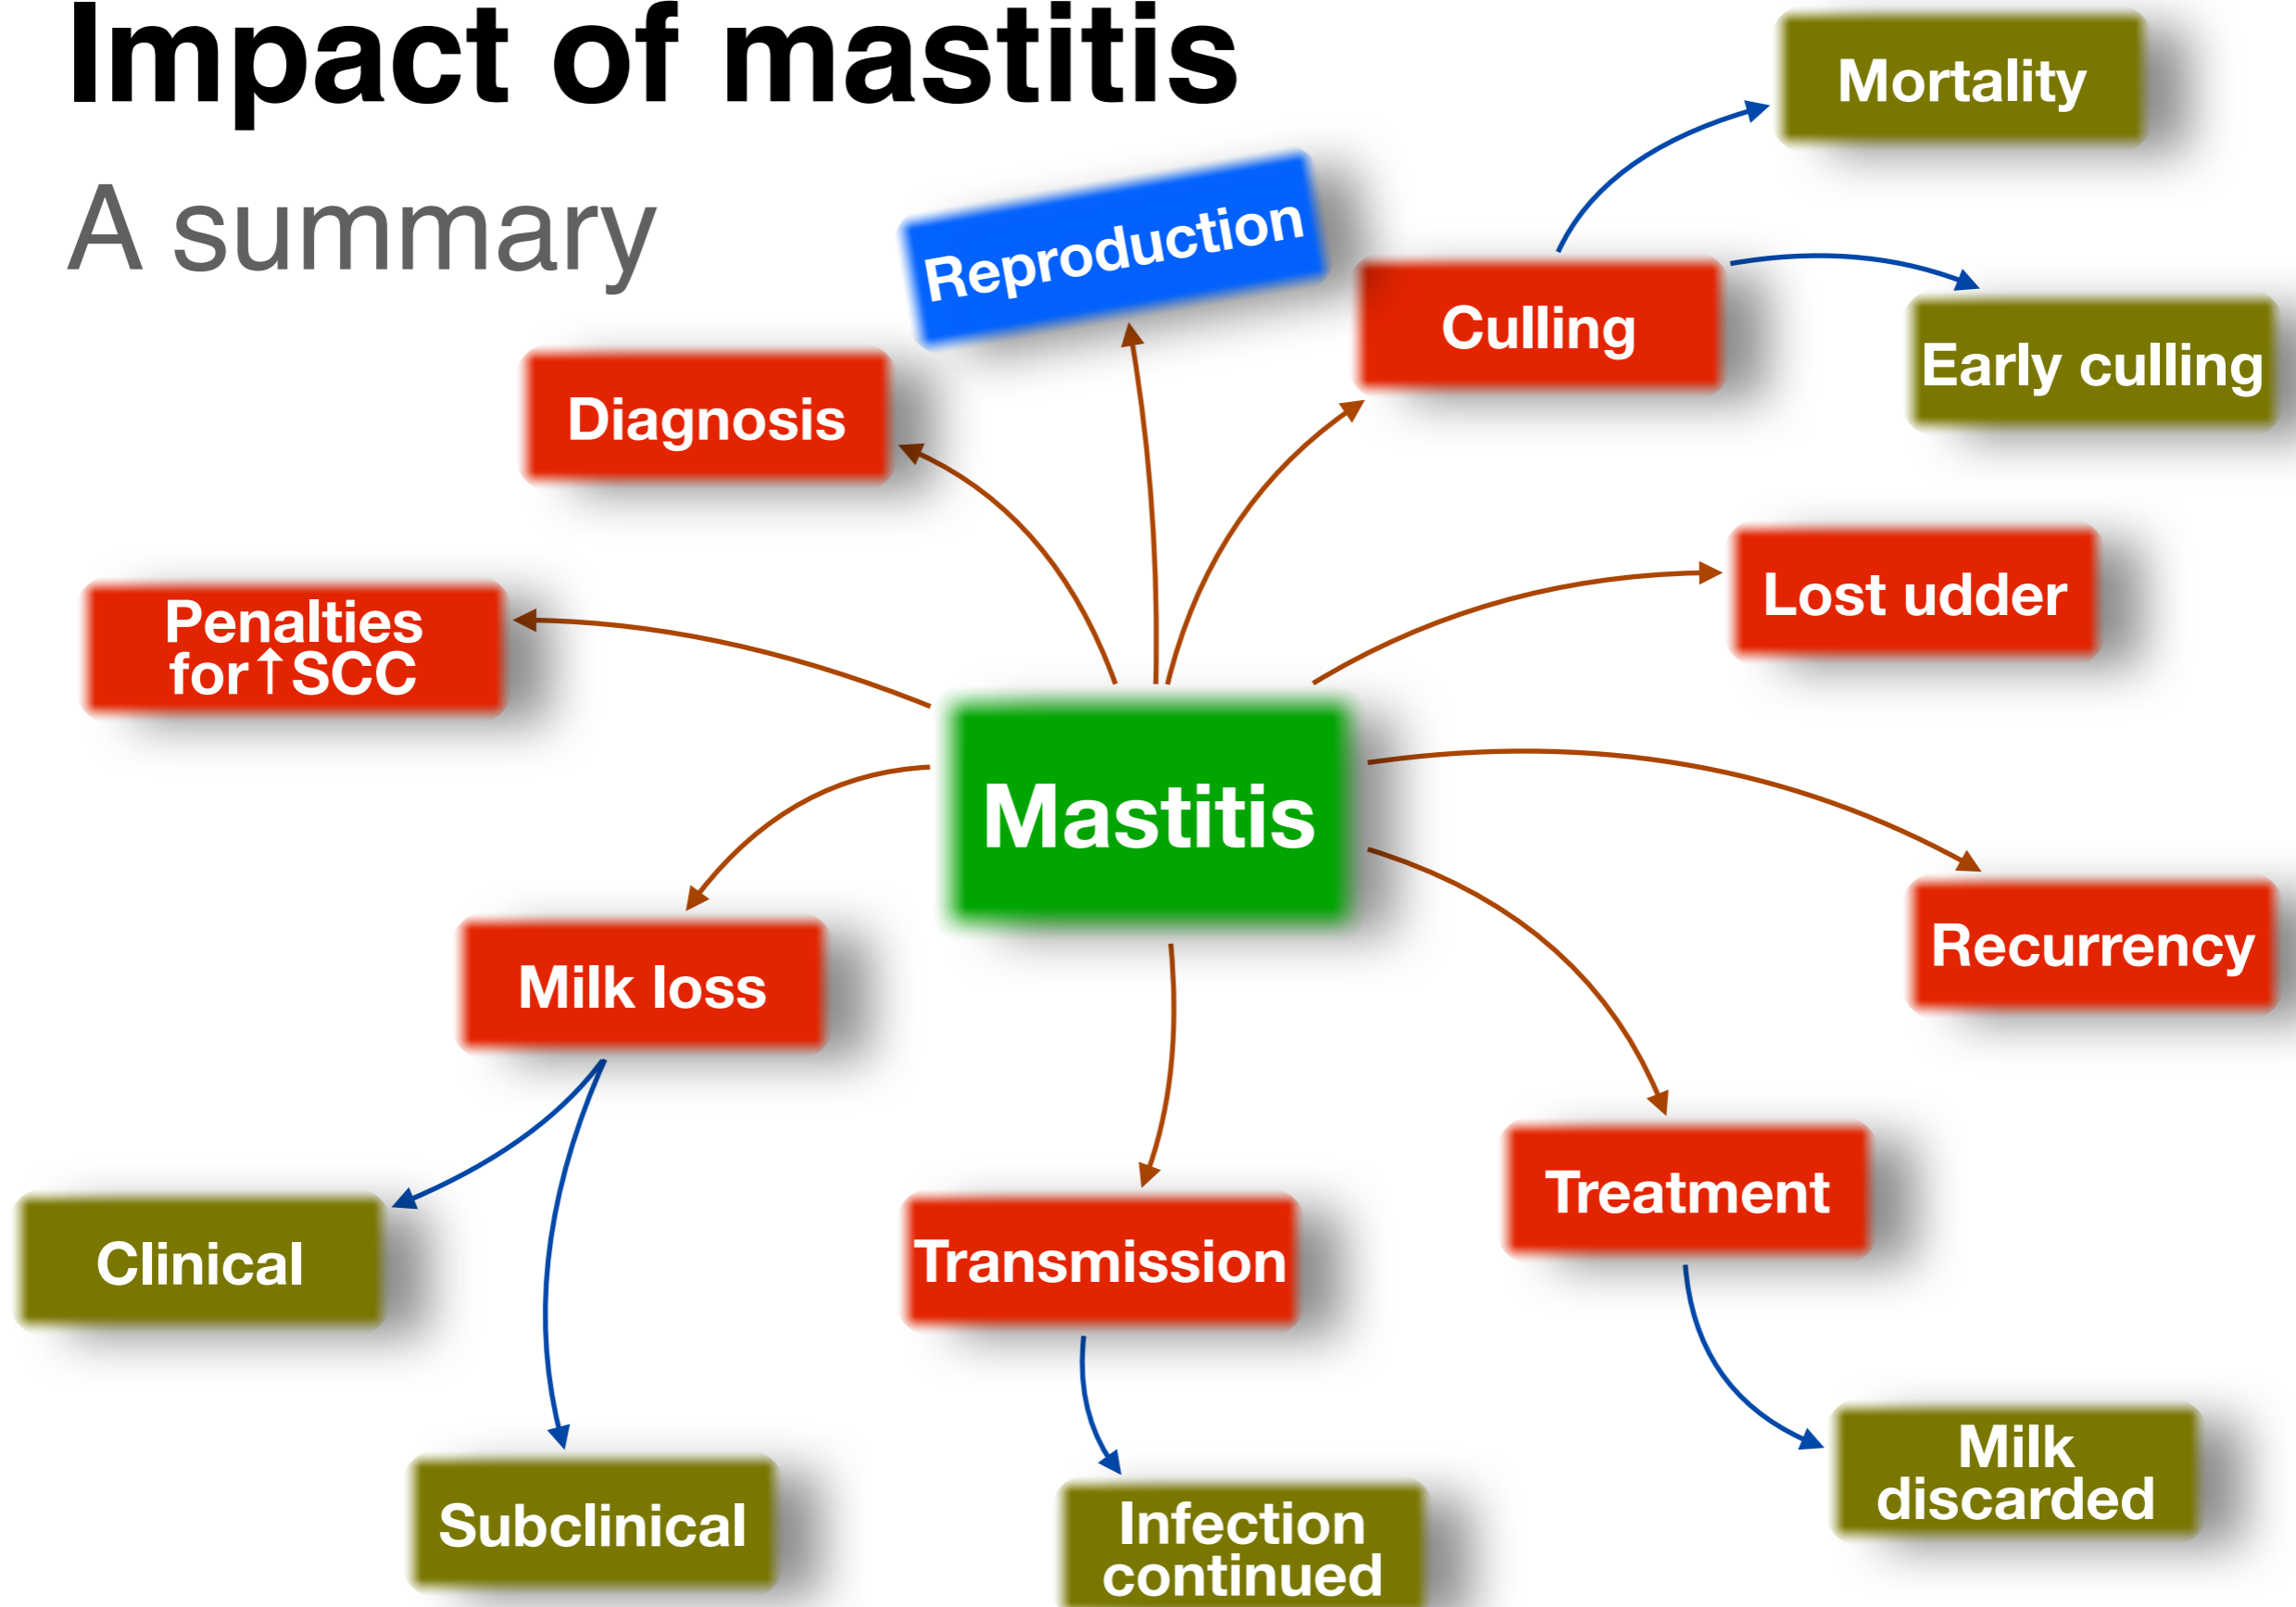 Impact of mastitis
A summary
Mortality
Reproduction
Culling
Early culling
Diagnosis
Lost udder
Penalties
for↑SCC
Mastitis
Recurrency
Milk loss
Treatment
Transmission
Clinical
Milk
discarded
Subclinical
Infection
continued